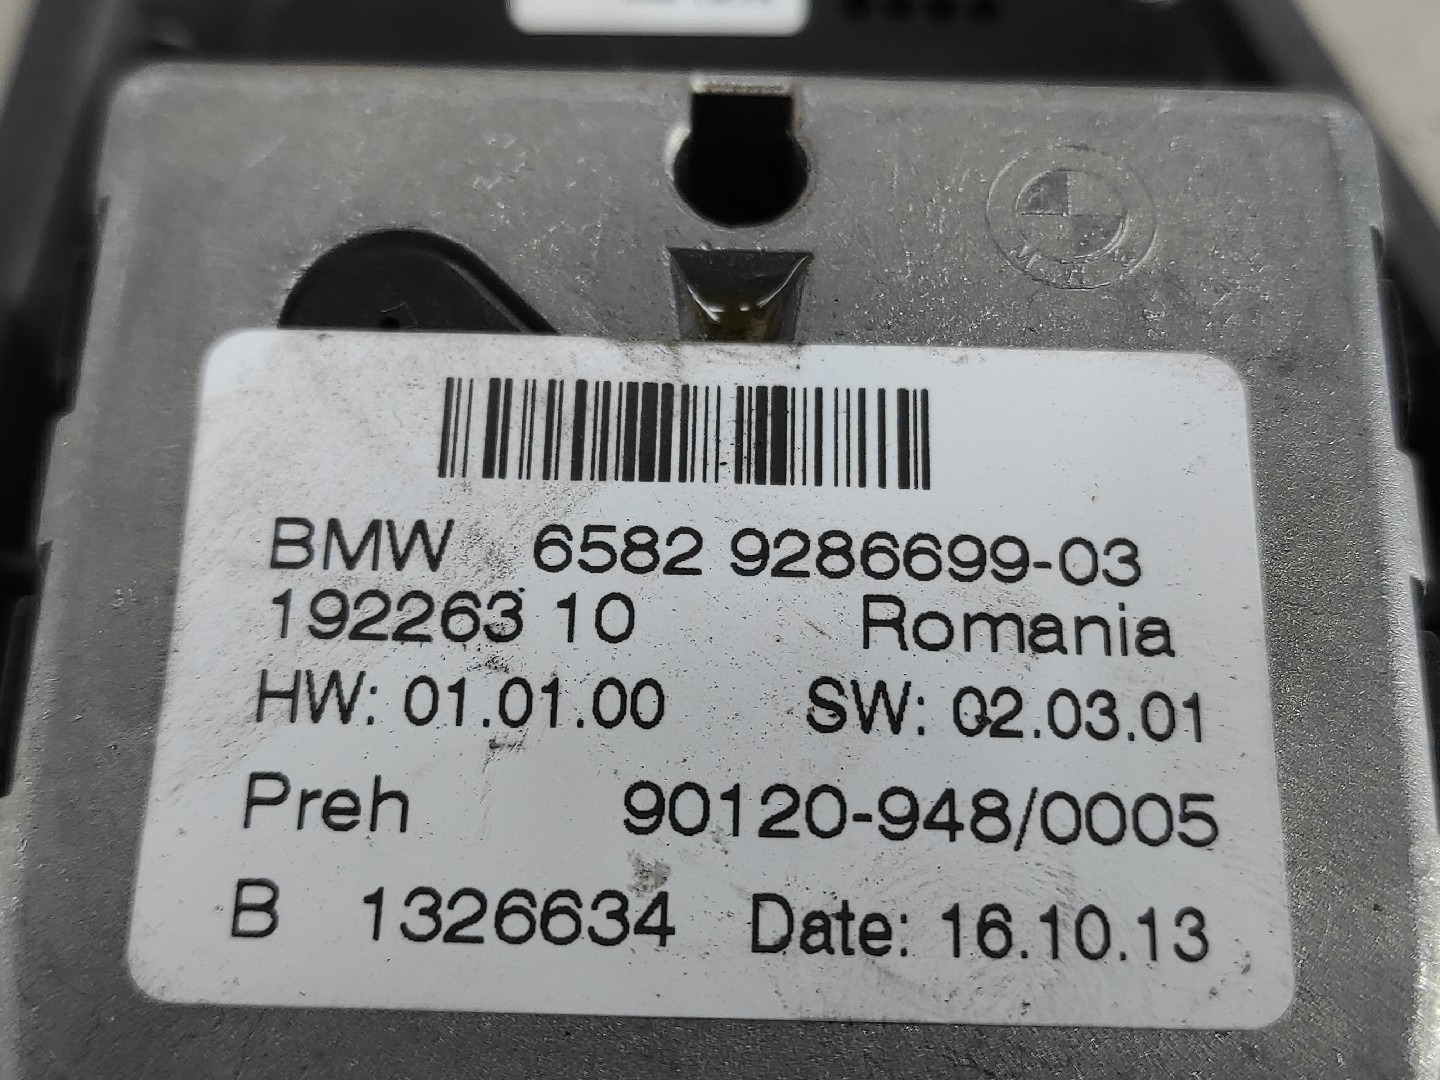 BMW 6582 9286699-03
192263 10 Romania
HW: 01.01.00 SW: 02.03.01
Preh 90120-948/0005
B 1326634 Date: 16.10.13